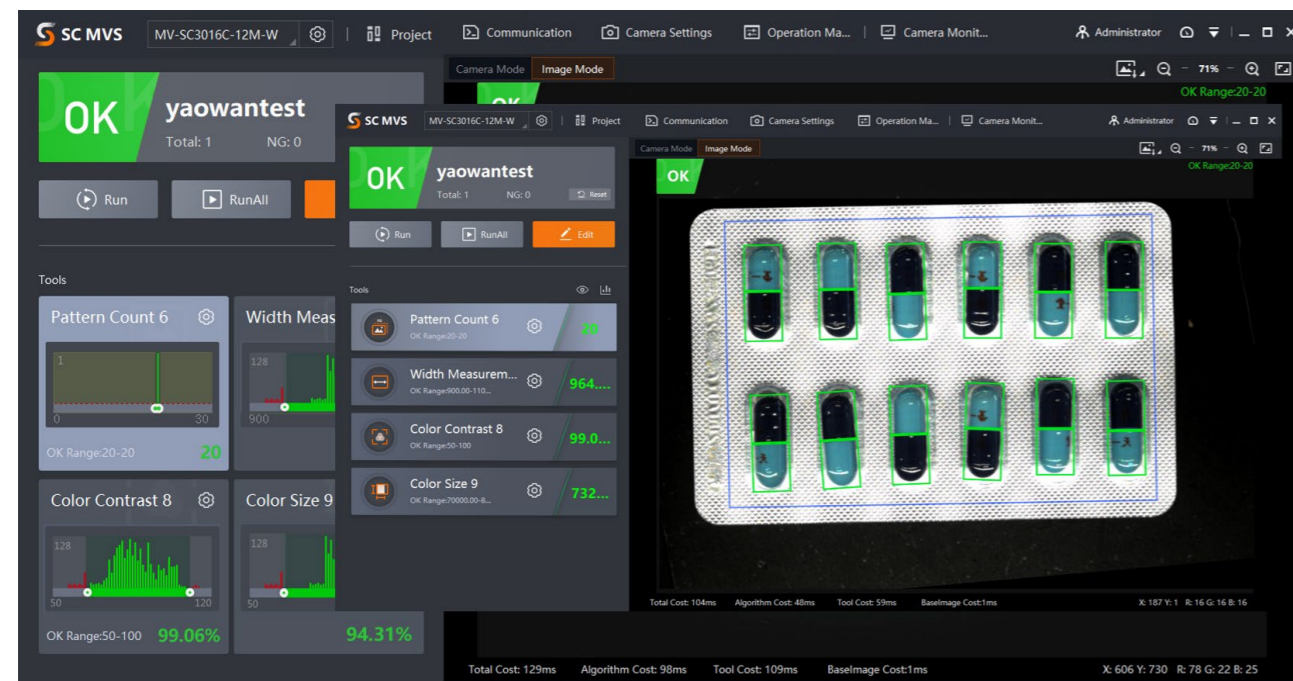 SC MVS MV-SC3016C-12M-W Project Communication Camera Settings Operation Ma... Camera Monit... Administrator
Camera Mode Image Mode 71%
OK Range:20-20
OK
yaowantest
Total: 1 NG: 0
Run RunAll
Tools
Pattern Count 6
1
0 30
OK Range:20-20 20
Width Meas
128
900
Color Contrast 8
128
50 120
OK Range:50-100 99.06%
Color Size 9
128
50
94.31%
Total Cost: 129ms Algorithm Cost: 98ms Tool Cost: 109ms BaseImage Cost:1ms X: 606 Y: 730 R: 78 G: 22 B: 25
SC MVS MV-SC3016C-12M-W Project Communication Camera Settings Operation Ma... Camera Monit... Administrator
Camera Mode Image Mode 71%
OK
yaowantest
Total: 1 NG: 0 Reset
Run RunAll Edit
Tools
Pattern Count 6
OK Range:20-20
20
Width Measurem...
OK Range:900.00-110...
964....
Color Contrast 8
OK Range:50-100
99.0...
Color Size 9
OK Range:70000.00-8...
732...
OK
OK Range:20-20
Total Cost: 104ms Algorithm Cost: 48ms Tool Cost: 59ms BaseImage Cost:1ms X: 187 Y: 1 R: 16 G: 16 B: 16